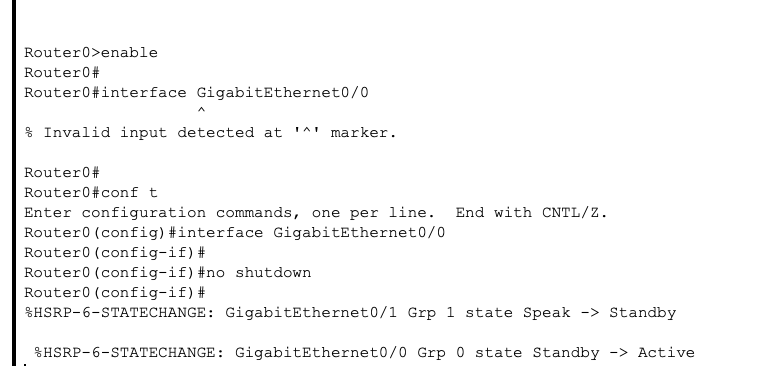 Router0>enable
Router0#
Router0#interface GigabitEthernet0/0
^
% Invalid input detected at '^' marker.
Router0#
Router0#conf t
Enter configuration commands, one per line.  End with CNTL/Z.
Router0(config)#interface GigabitEthernet0/0
Router0(config-if)#
Router0(config-if)#no shutdown
Router0(config-if)#
%HSRP-6-STATECHANGE: GigabitEthernet0/1 Grp 1 state Speak -> Standby
%HSRP-6-STATECHANGE: GigabitEthernet0/0 Grp 0 state Standby -> Active